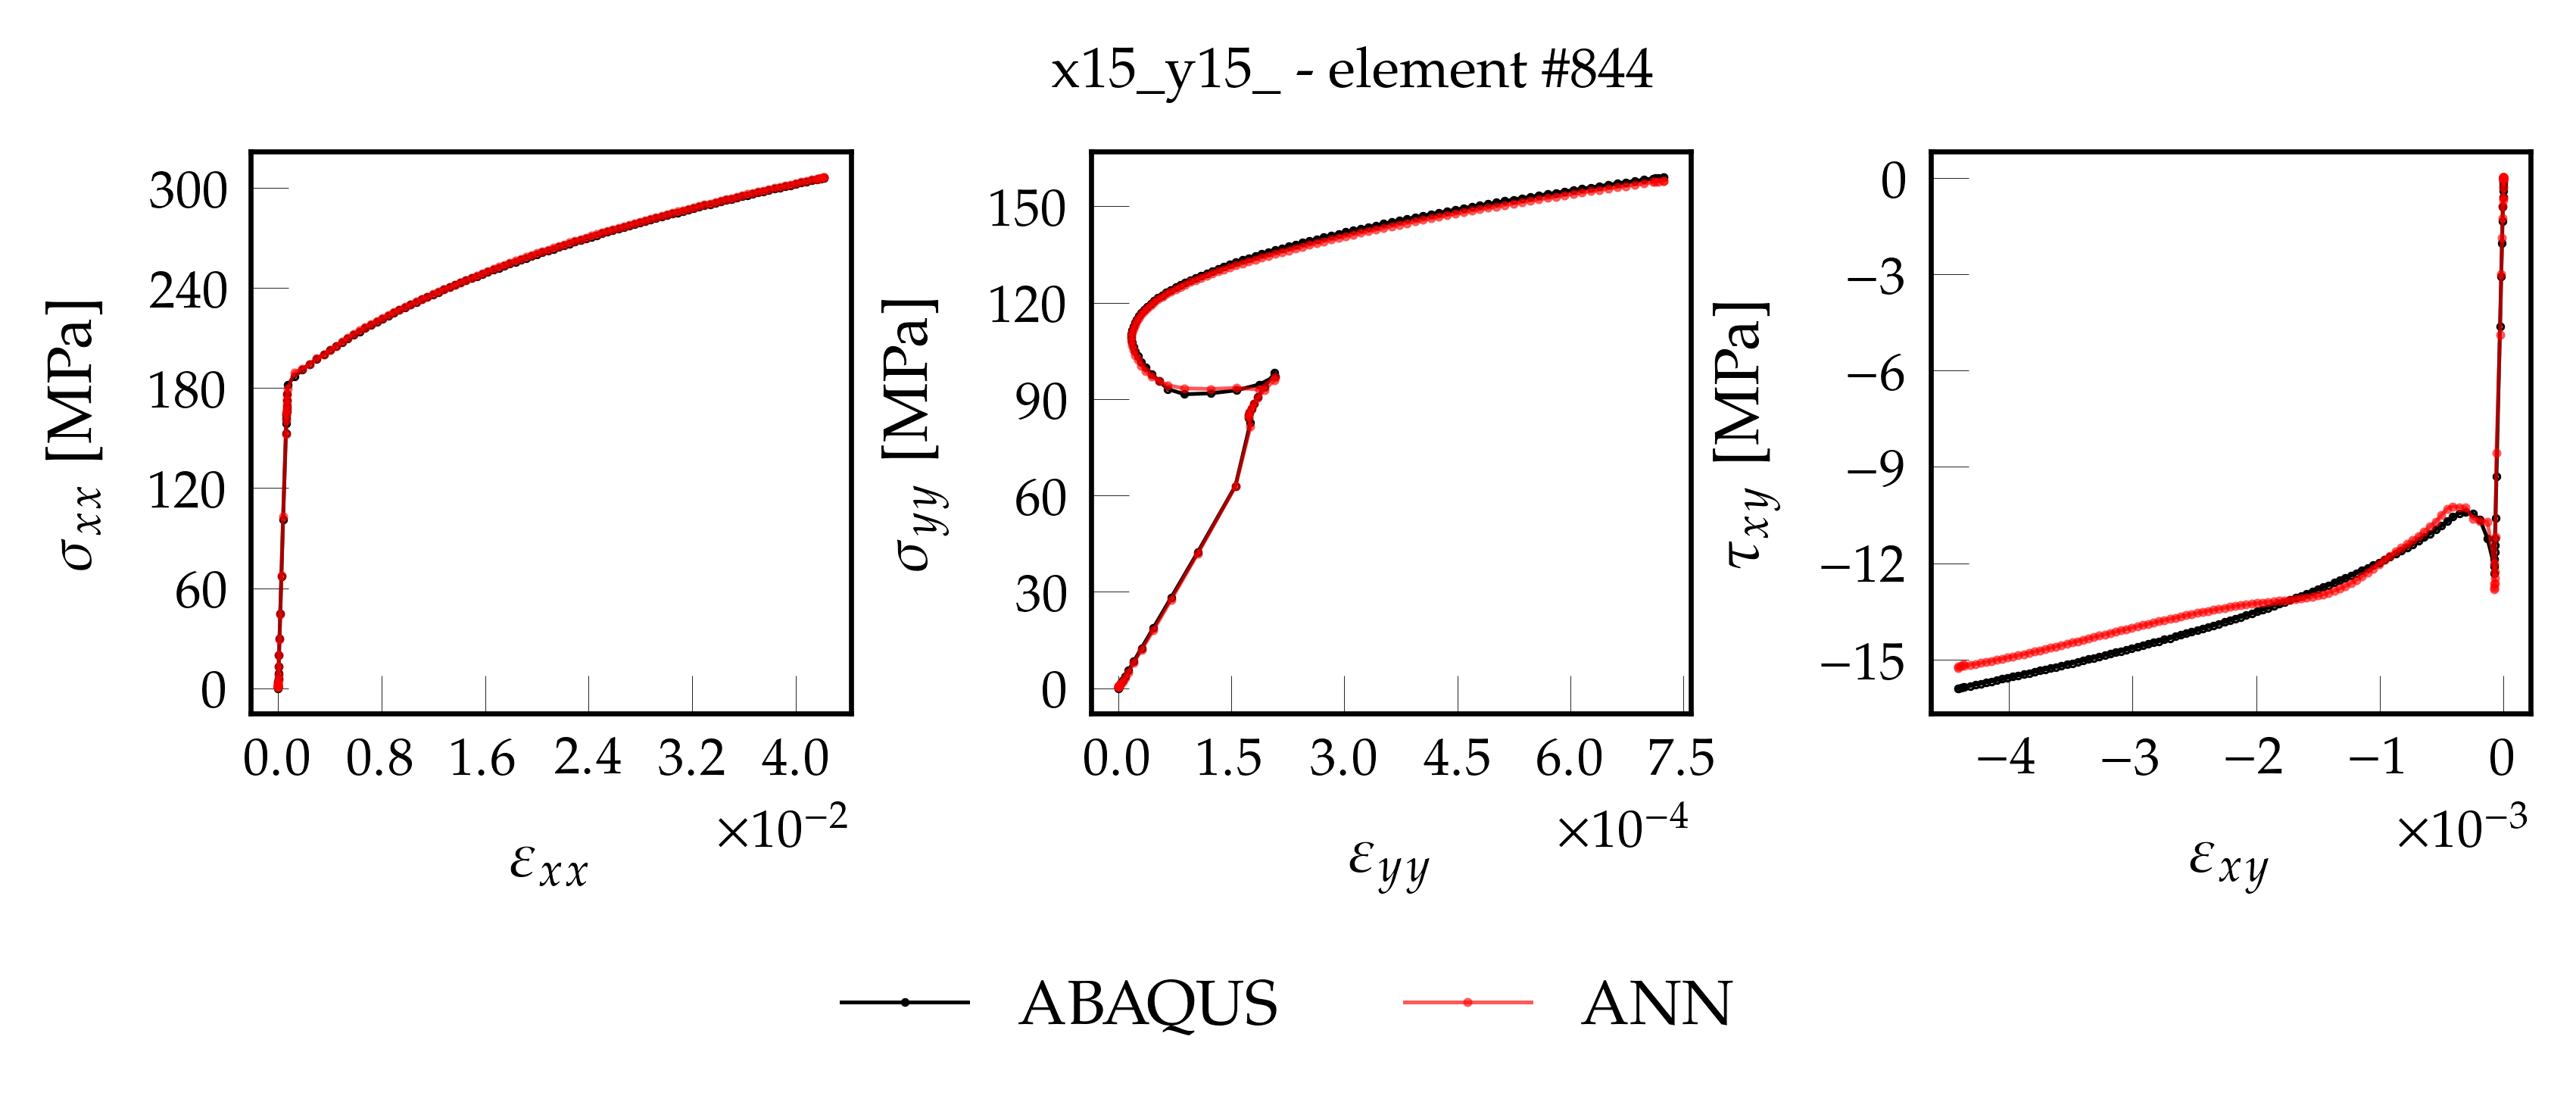 x15_y15_ - element #844
σxx [MPa]
300
240
180
120
60
0
0.0 0.8 1.6 2.4 3.2 4.0
×10⁻²
εxx
σyy [MPa]
150
120
90
60
30
0
0.0 1.5 3.0 4.5 6.0 7.5
×10⁻⁴
εyy
τxy [MPa]
0
−3
−6
−9
−12
−15
−4 −3 −2 −1 0
×10⁻³
εxy
ABAQUS ANN